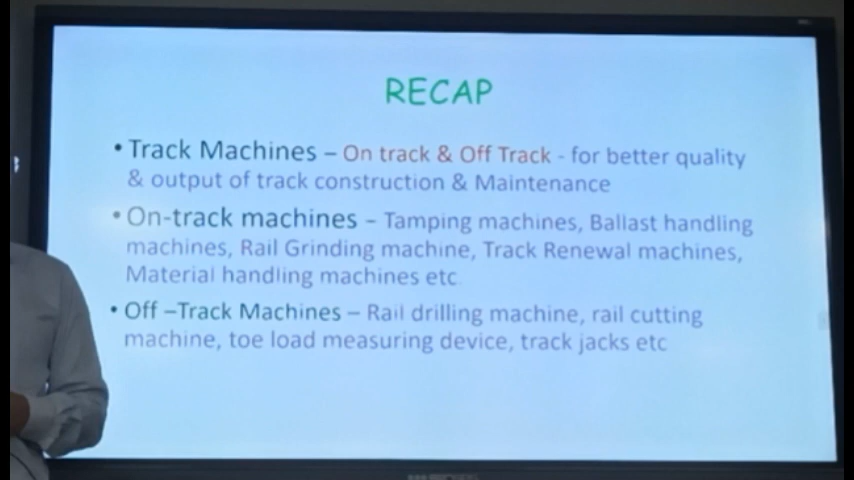 RECAP
• Track Machines – On track & Off Track - for better quality
& output of track construction & Maintenance
• On-track machines – Tamping machines, Ballast handling
machines, Rail Grinding machine, Track Renewal machines,
Material handling machines etc
• Off –Track Machines – Rail drilling machine, rail cutting
machine, toe load measuring device, track jacks etc